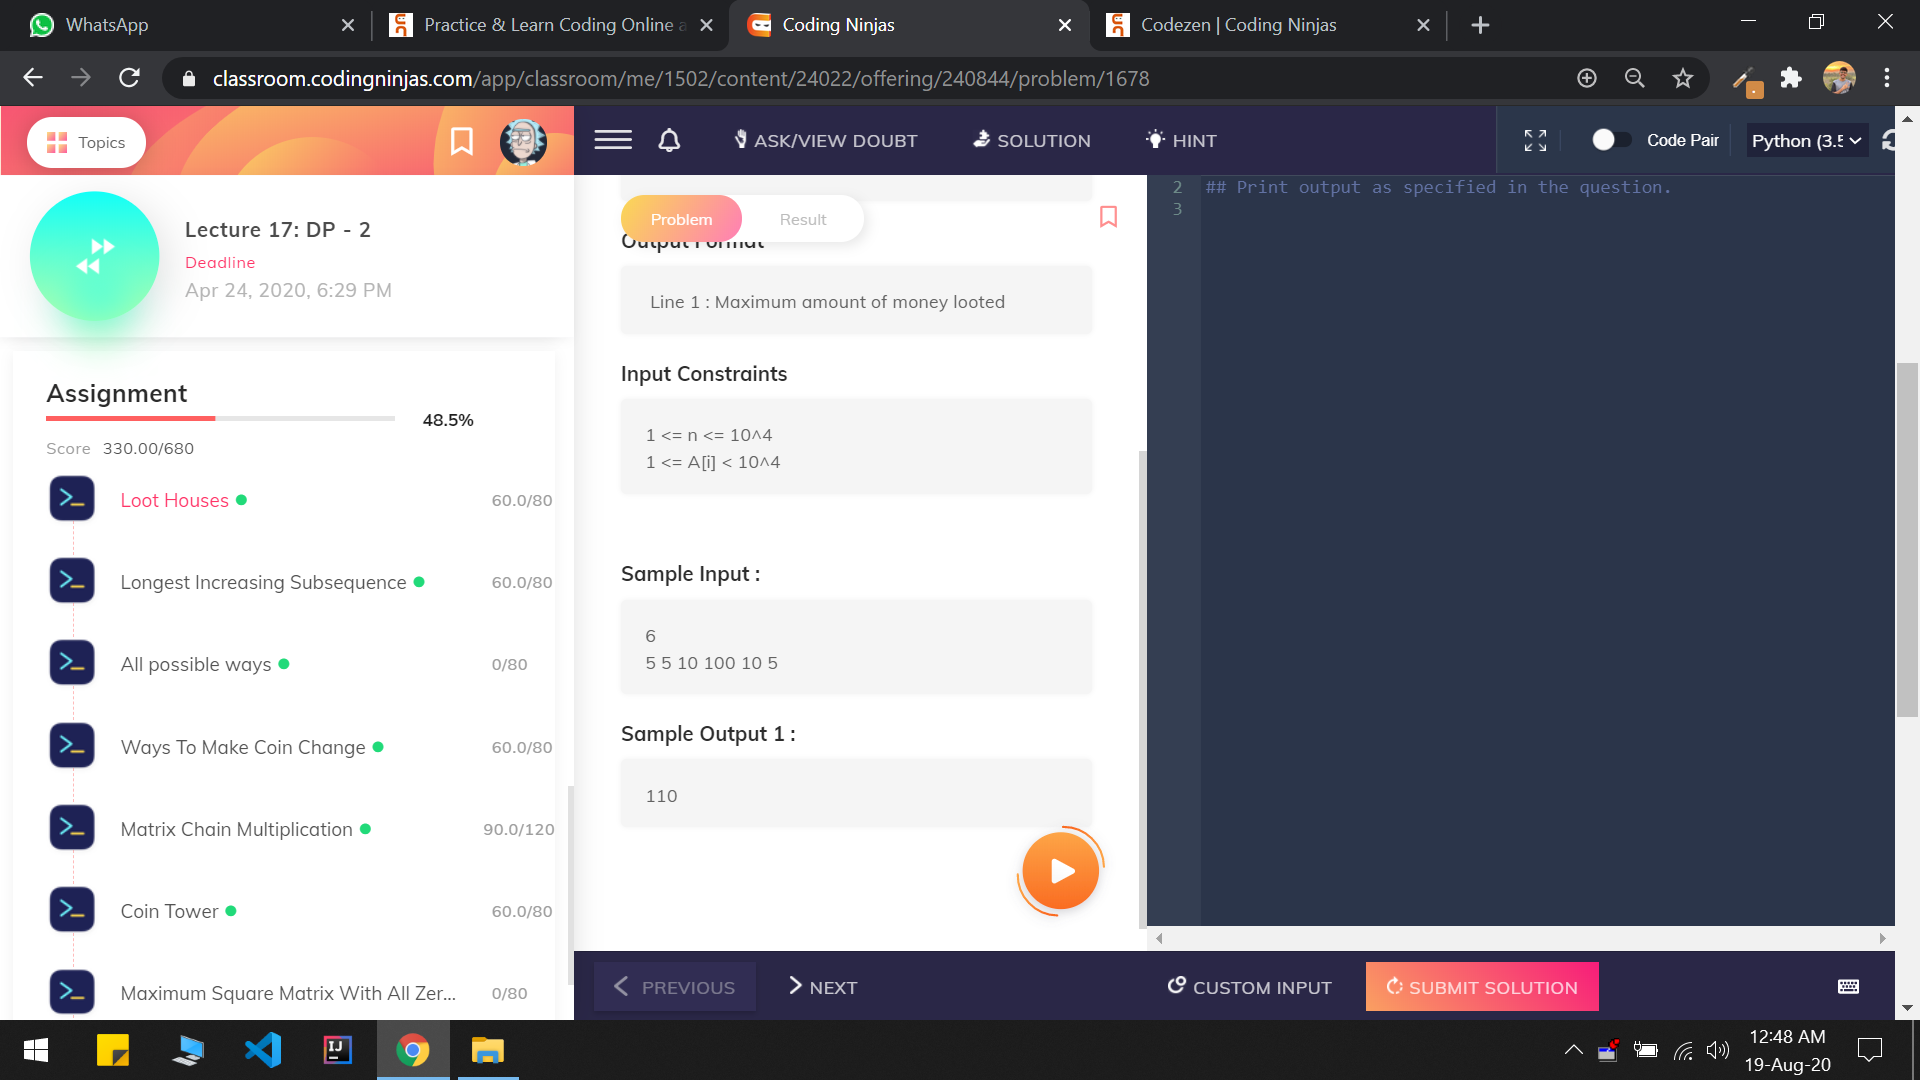 WhatsApp
Practice & Learn Coding Online a
Coding Ninjas
Codezen | Coding Ninjas
classroom.codingninjas.com/app/classroom/me/1502/content/24022/offering/240844/problem/1678
Topics
ASK/VIEW DOUBT
SOLUTION
HINT
Code Pair
Python (3.5
Lecture 17: DP - 2
Deadline
Apr 24, 2020, 6:29 PM
Assignment
48.5%
Score 330.00/680
Loot Houses 60.0/80
Longest Increasing Subsequence 60.0/80
All possible ways 0/80
Ways To Make Coin Change 60.0/80
Matrix Chain Multiplication 90.0/120
Coin Tower 60.0/80
Maximum Square Matrix With All Zer... 0/80
Problem
Result
Output Format
Line 1 : Maximum amount of money looted
Input Constraints
1 <= n <= 10^4
1 <= A[i] < 10^4
Sample Input :
6
5 5 10 100 10 5
Sample Output 1 :
110
2 ## Print output as specified in the question.
3
PREVIOUS
NEXT
CUSTOM INPUT
SUBMIT SOLUTION
IJ
12:48 AM
19-Aug-20